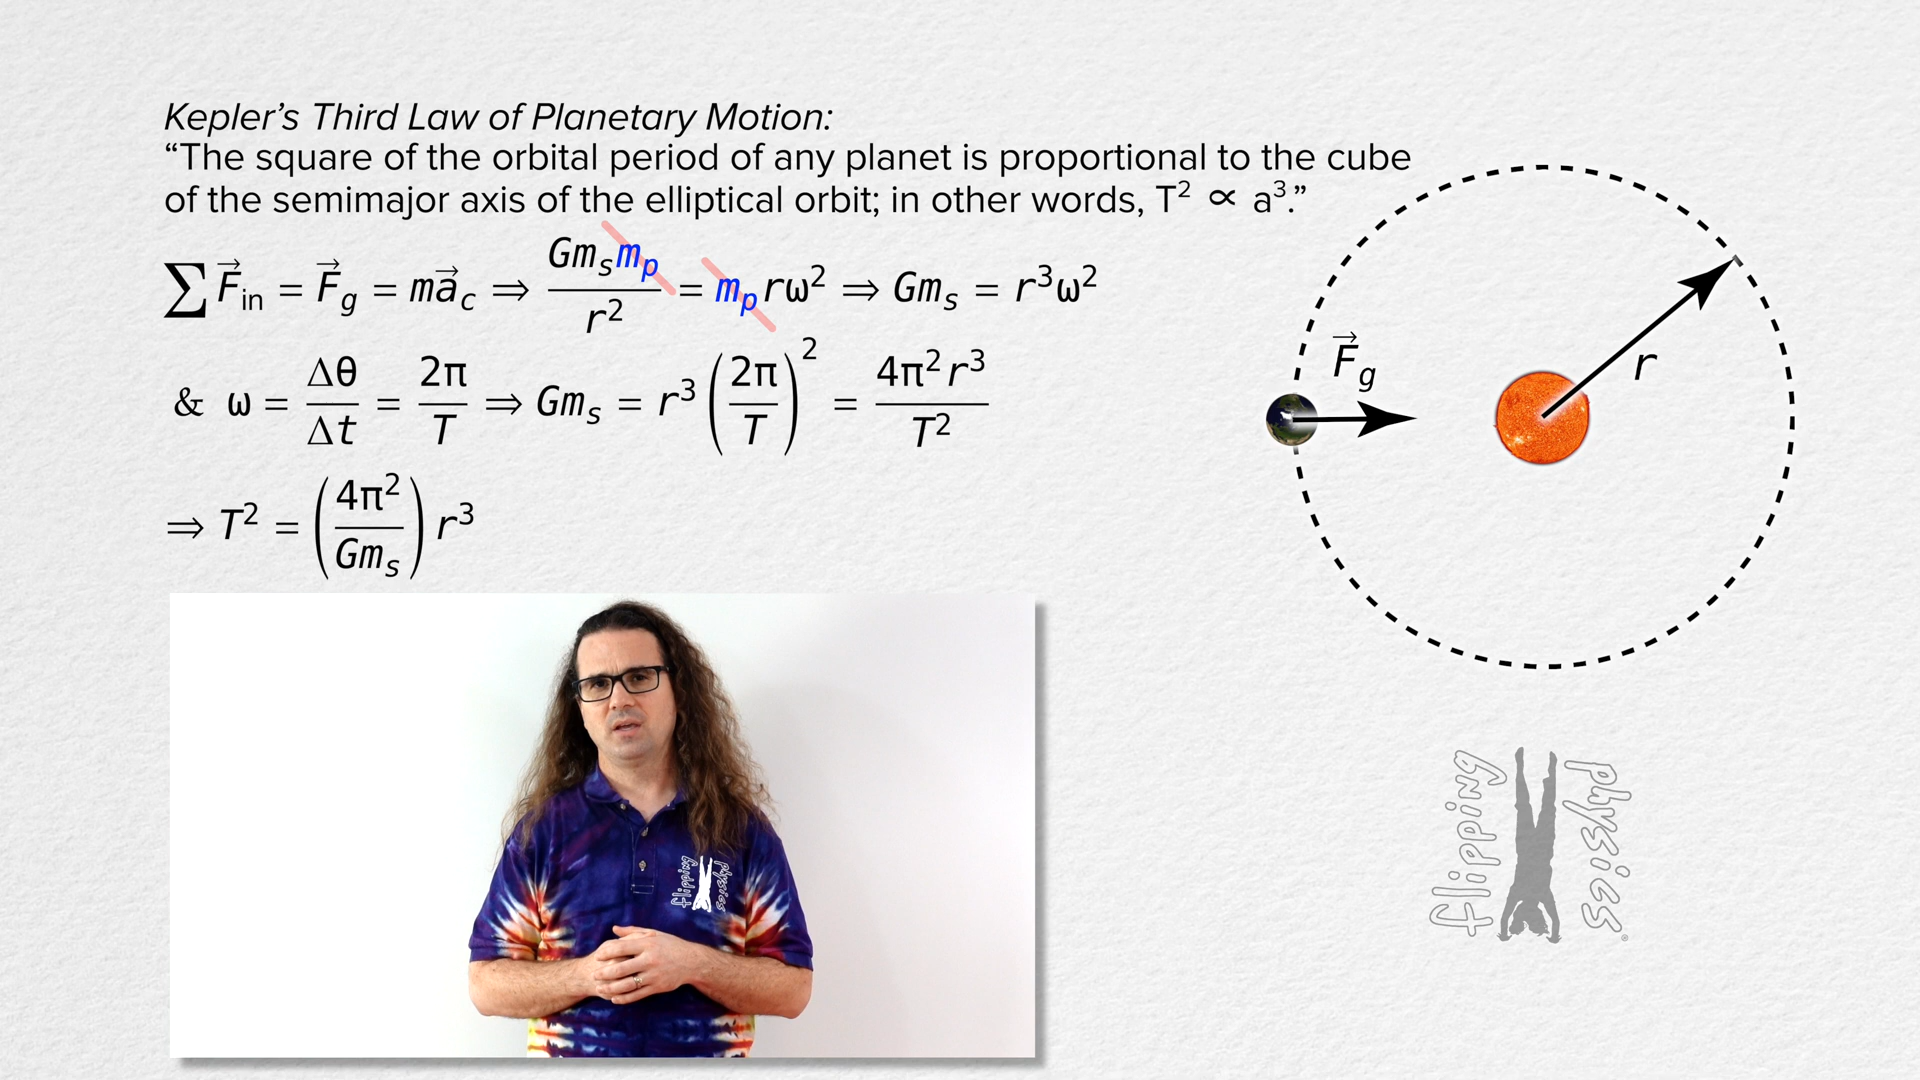 Kepler's Third Law of Planetary Motion:
“The square of the orbital period of any planet is proportional to the cube
of the semimajor axis of the elliptical orbit; in other words, T² ∝ a³.”
∑F⃗in = F⃗g = ma⃗c ⇒ Gmsmp/r² = mprω² ⇒ Gms = r³ω²
& ω = Δθ/Δt = 2π/T ⇒ Gms = r³(2π/T)² = 4π²r³/T²
⇒ T² = (4π²/Gms) r³
F⃗g
r
flipping physics
flipping physics®